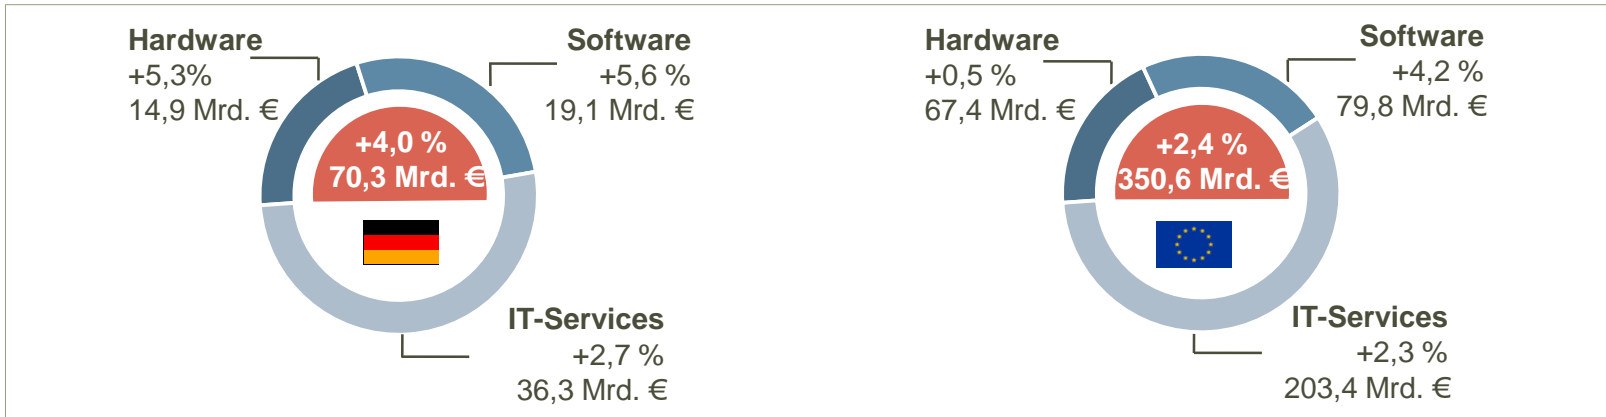 Hardware
+5,3%
14,9 Mrd. €
Software
+5,6 %
19,1 Mrd. €
+4,0 %
70,3 Mrd. €
IT-Services
+2,7 %
36,3 Mrd. €
Hardware
+0,5 %
67,4 Mrd. €
Software
+4,2 %
79,8 Mrd. €
+2,4 %
350,6 Mrd. €
IT-Services
+2,3 %
203,4 Mrd. €